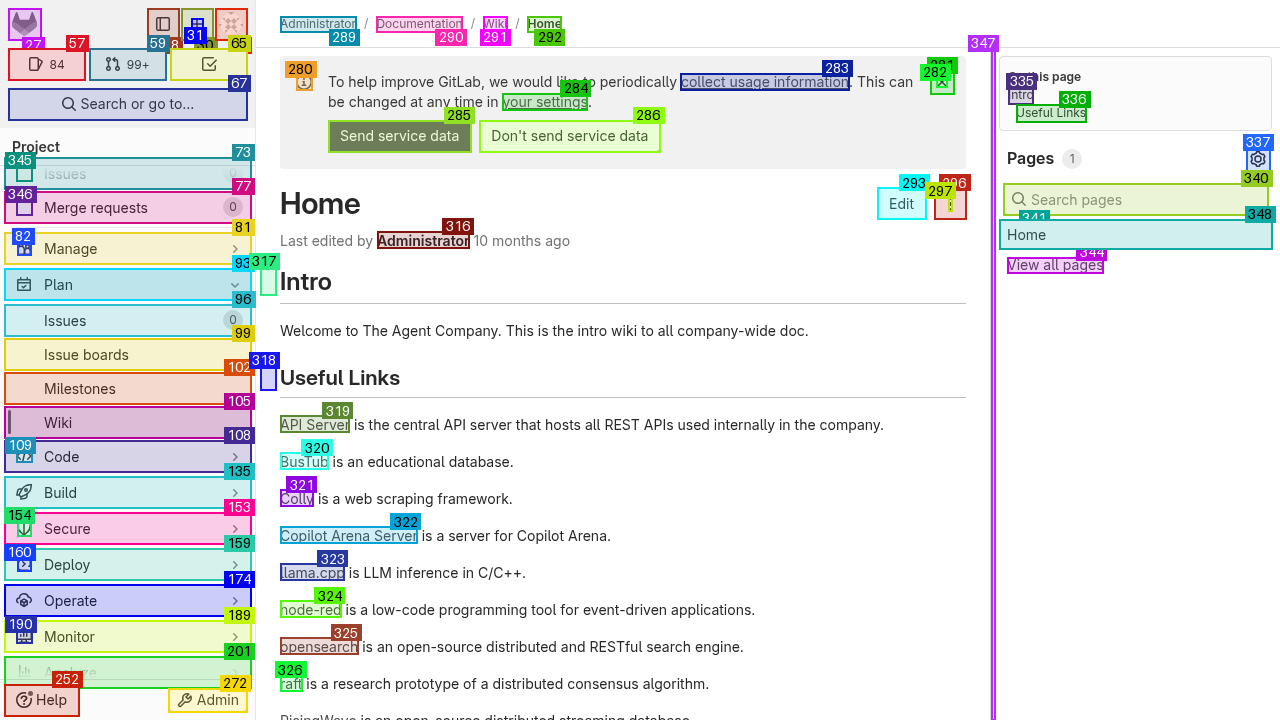 Administrator / Documentation / Wiki / Home
27
57
59
8
31
30
65
84
99+
67
Search or go to...
289
290
291
292
347
280
To help improve GitLab, we would like to periodically collect usage information. This can
be changed at any time in your settings.
283
284
281
282
285
286
Send service data
Don't send service data
Project
345
73
Issues
0
77
346
Merge requests
0
81
82
Manage
93
Plan
96
Issues
0
99
Issue boards
102
Milestones
105
Wiki
108
109
Code
135
Build
153
154
Secure
159
160
Deploy
174
Operate
189
190
Monitor
201
Analyze
252
Help
272
Admin
Home
293
Edit
296
297
316
Last edited by Administrator 10 months ago
317
Intro
Welcome to The Agent Company. This is the intro wiki to all company-wide doc.
318
Useful Links
319
API Server is the central API server that hosts all REST APIs used internally in the company.
320
BusTub is an educational database.
321
Colly is a web scraping framework.
322
Copilot Arena Server is a server for Copilot Arena.
323
llama.cpp is LLM inference in C/C++.
324
node-red is a low-code programming tool for event-driven applications.
325
opensearch is an open-source distributed and RESTful search engine.
326
raft is a research prototype of a distributed consensus algorithm.
RisingWave is an open-source distributed streaming database.
On this page
335
Intro
336
Useful Links
337
Pages 1
340
Search pages
341
348
Home
344
View all pages